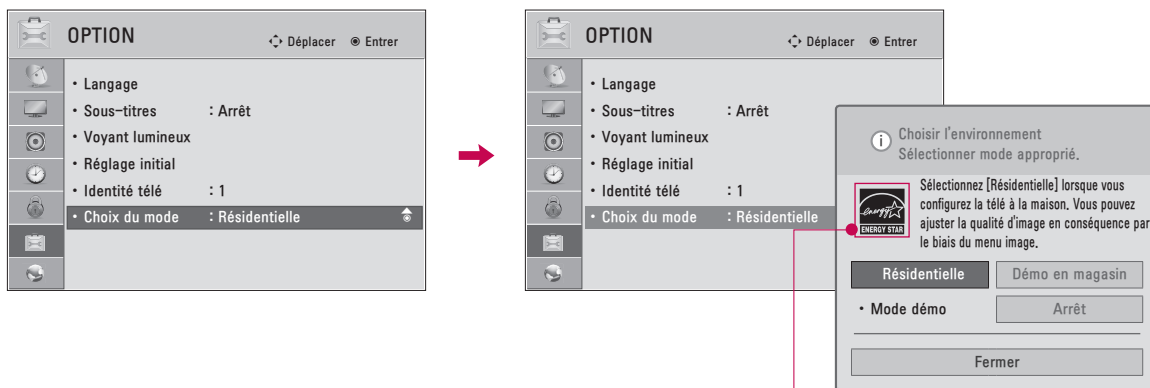 OPTION
Déplacer Entrer
• Langage
• Sous-titres : Arrêt
• Voyant lumineux
• Réglage initial
• Identité télé : 1
• Choix du mode : Résidentielle
OPTION
Déplacer Entrer
• Langage
• Sous-titres : Arrêt
• Voyant lumineux
• Réglage initial
• Identité télé : 1
• Choix du mode : Résidentielle
i
Choisir l'environnement
Sélectionner mode approprié.
energy
ENERGY STAR
Sélectionnez [Résidentielle] lorsque vous
configurez la télé à la maison. Vous pouvez
ajuster la qualité d'image en conséquence par
le biais du menu image.
Résidentielle Démo en magasin
• Mode démo Arrêt
Fermer